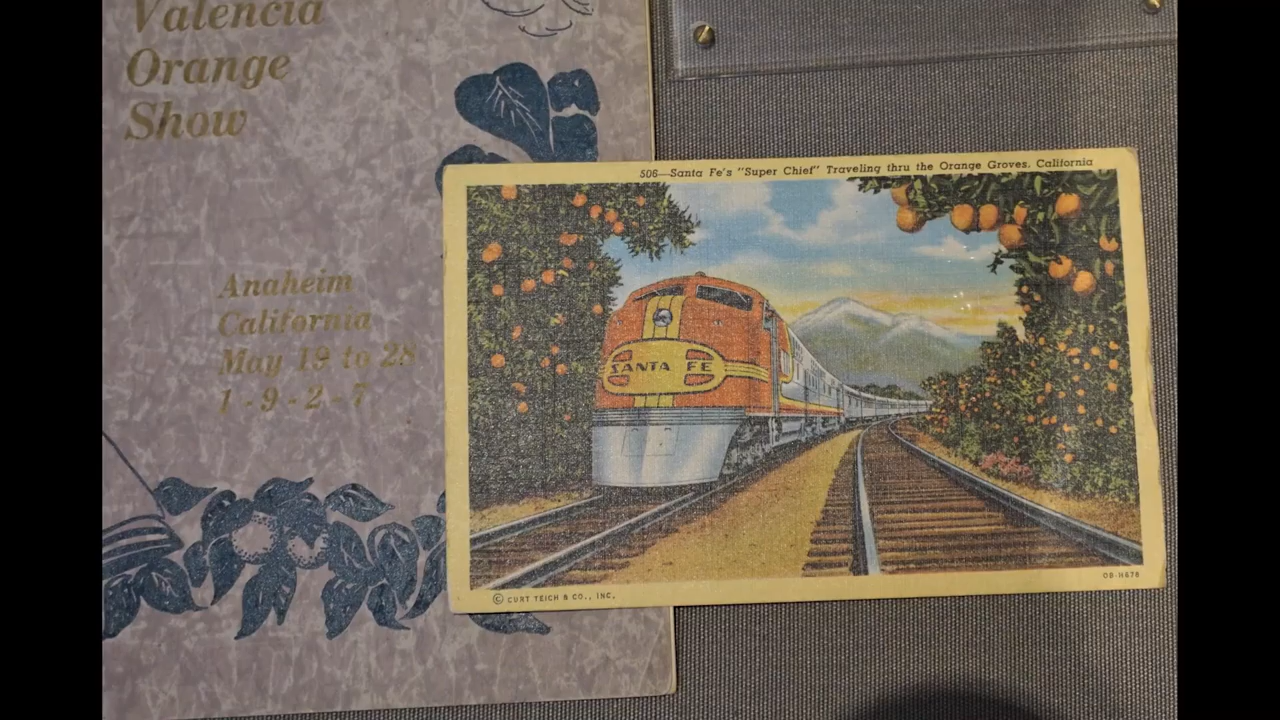 Valencia
Orange
Show
Anaheim
California
May 19 to 28
1-9-2-7
506—Santa Fe's "Super Chief" Traveling thru the Orange Groves, California
SANTA FE
© CURT TEICH & CO., INC.
OB-H678